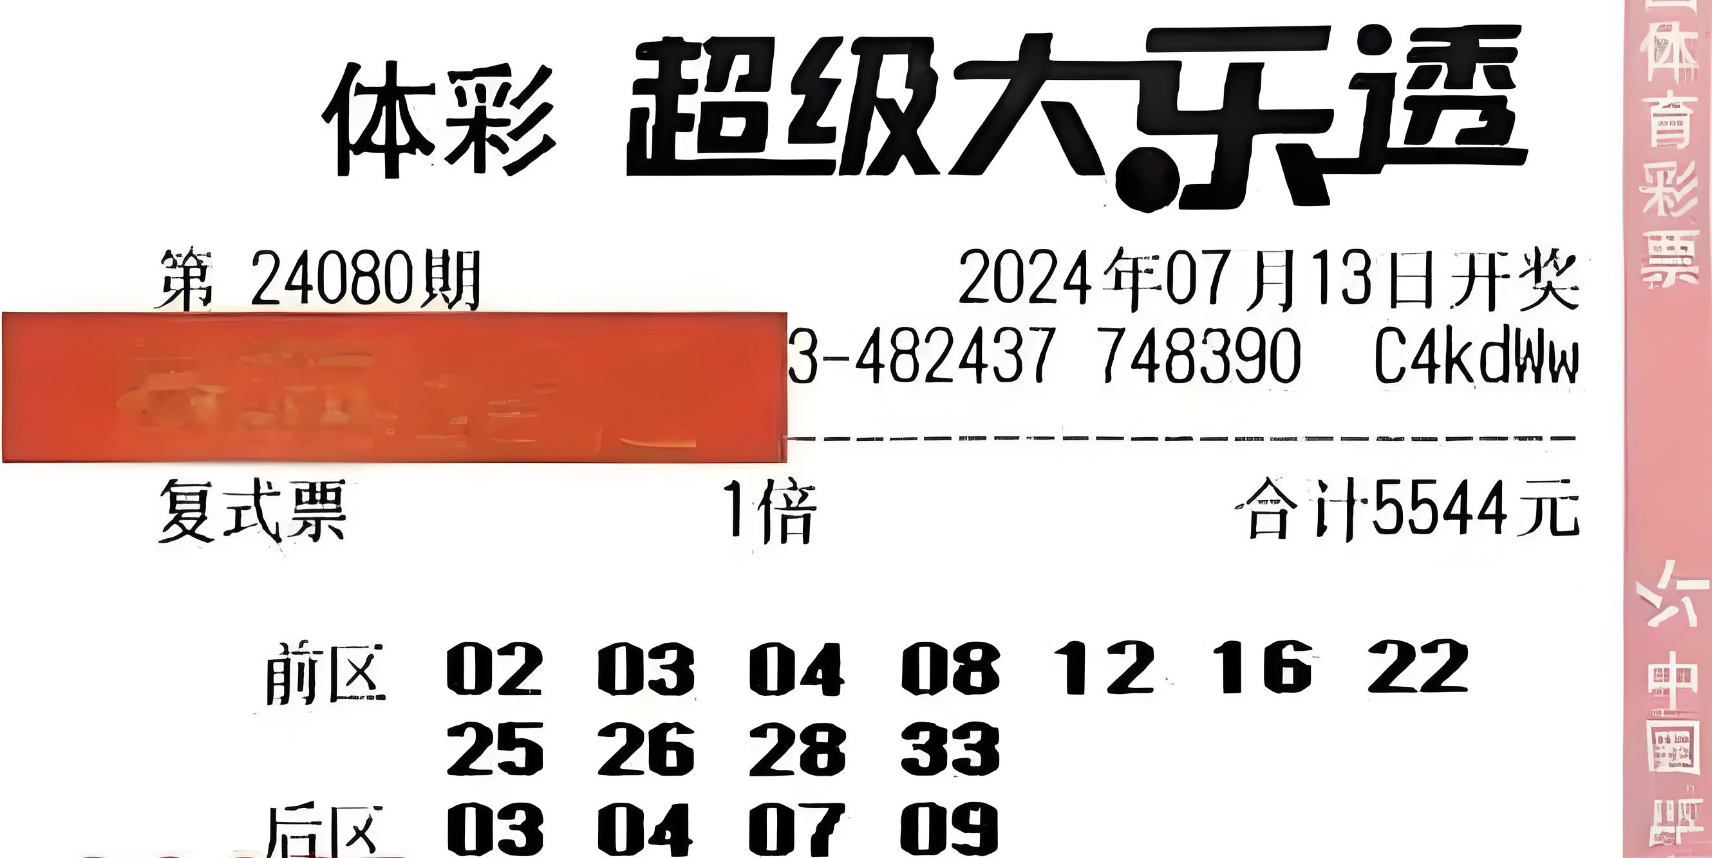 体彩 超级大乐透
第 24080期 2024年07月13日开奖
3-482437 748390 C4kdWw
复式票 1倍 合计5544元
前区 02 03 04 08 12 16 22
25 26 28 33
后区 03 04 07 09
体育彩票
中国